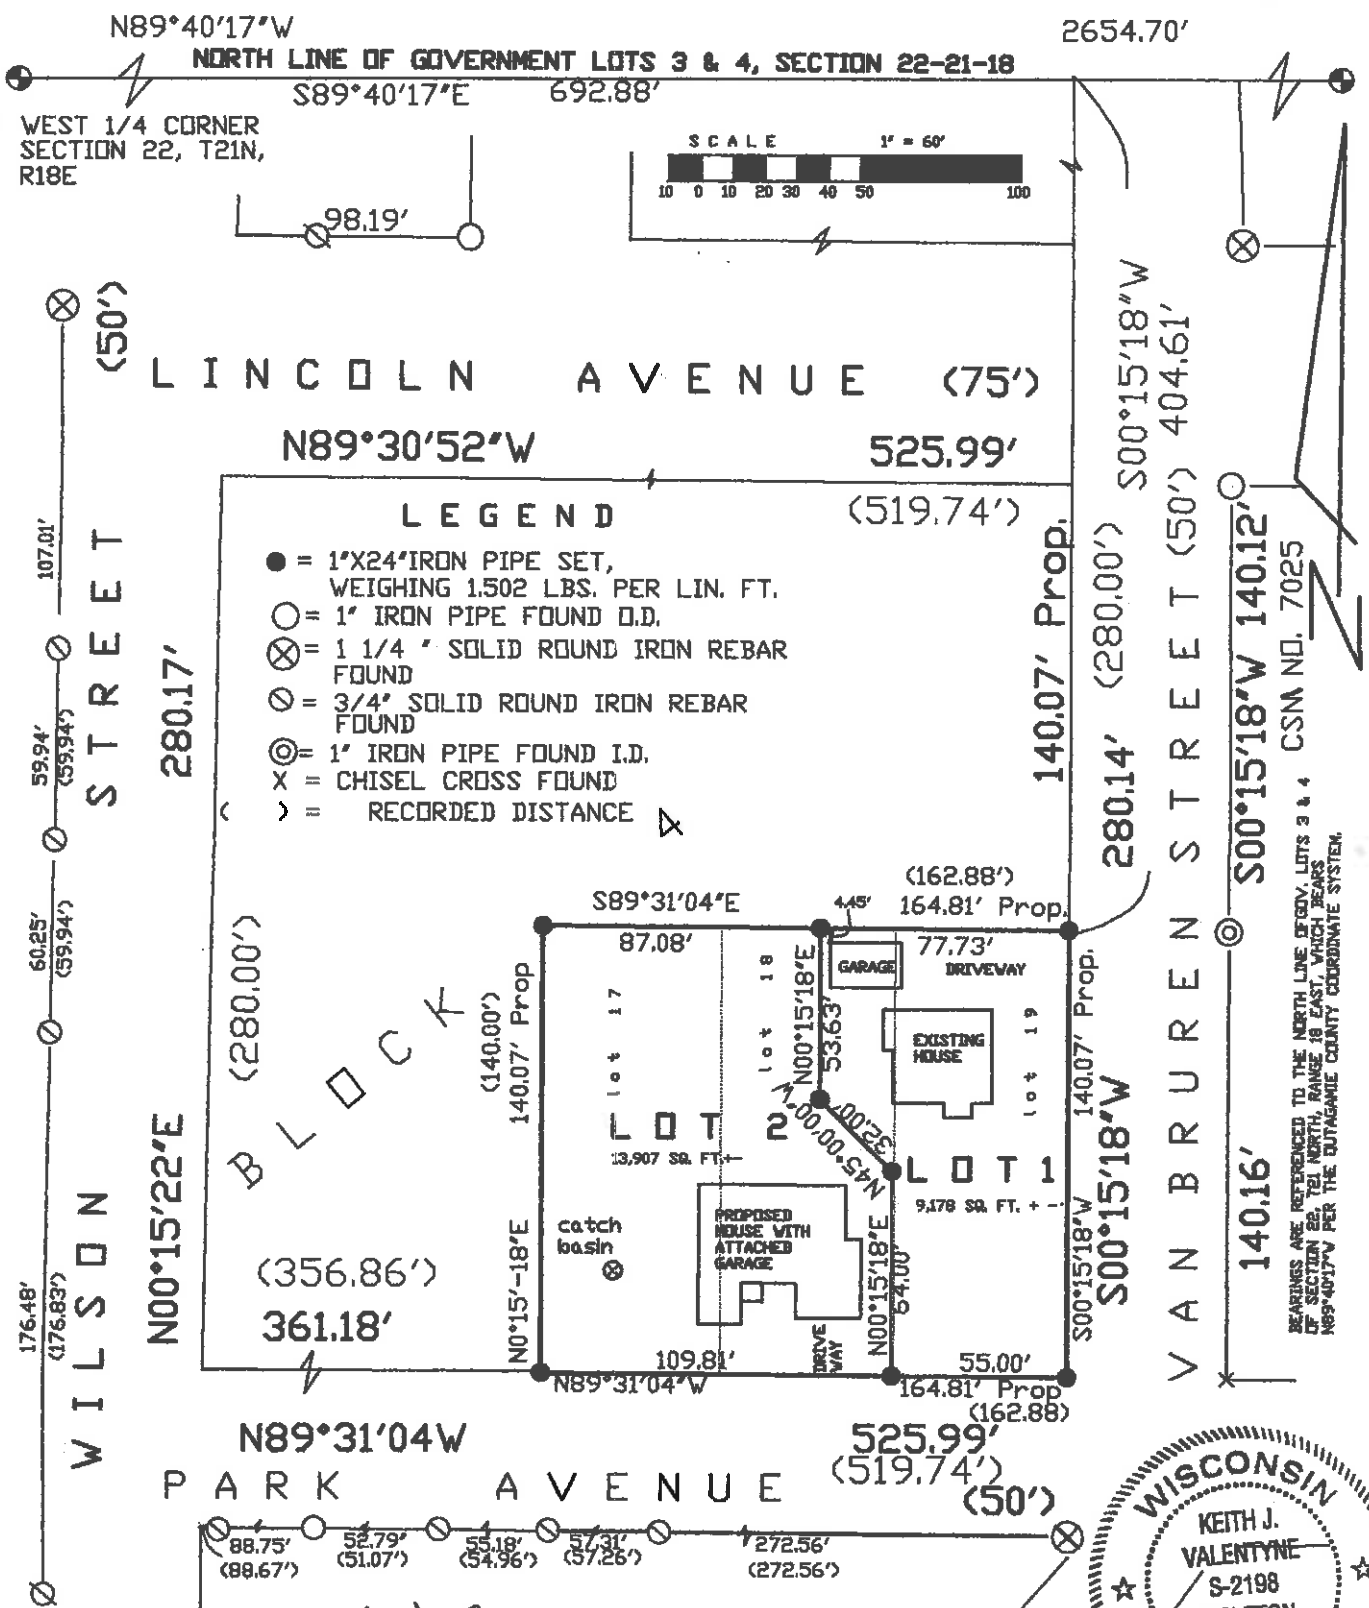 N89°40'17"W
2654.70'
NORTH LINE OF GOVERNMENT LOTS 3 & 4, SECTION 22-21-18
S89°40'17"E 692.88'
WEST 1/4 CORNER
SECTION 22, T21N,
R18E
SCALE 1" = 60'
10 0 10 20 30 40 50 100
98.19'
(50')
LINCOLN AVENUE (75')
S00°15'18"W
404.61'
N89°30'52"W 525.99'
(519.74')
LEGEND
● = 1"X24"IRON PIPE SET,
WEIGHING 1.502 LBS. PER LIN. FT.
= 1" IRON PIPE FOUND O.D.
= 1 1/4 " SOLID ROUND IRON REBAR
FOUND
= 3/4" SOLID ROUND IRON REBAR
FOUND
= 1" IRON PIPE FOUND I.D.
X = CHISEL CROSS FOUND
( ) = RECORDED DISTANCE
107.01'
59.94'
(59.94')
60.25'
(59.94')
176.48'
(176.83')
WILSON STREET
280.17'
(280.00')
N00°15'22"E
BLOCK
4
140.07' Prop.
(280.00')
280.14'
S00°15'18"W
VAN BRUREN STREET (50')
S00°15'18"W 140.12'
140.16'
CSM NO. 7025
N
BEARINGS ARE REFERENCED TO THE NORTH LINE OFGOV. LOTS 3 & 4
OF SECTION 22, T21 NORTH, RANGE 18 EAST, WHICH BEARS
N89°40'17"W PER THE OUTAGAMIE COUNTY COORDINATE SYSTEM.
(162.88')
S89°31'04"E 4.45' 164.81' Prop.
87.08' 77.73'
GARAGE DRIVEWAY
lot 17
lot 18
lot 19
N00°15'18"E
53.63'
(140.00')
140.07' Prop
140.07' Prop.
EXISTING
HOUSE
N45°00'00"W
32.00'
LOT 2
13,907 SQ. FT.+-
LOT 1
9,178 SQ. FT. + -
catch
basin
PROPOSED
HOUSE WITH
ATTACHED
GARAGE
N0°15'-18"E
N00°15'18"E
64.00'
S00°15'18"W
DRIVE
WAY
(356.86')
361.18'
109.81' 55.00'
N89°31'04"W 164.81' Prop
(162.88)
N89°31'04W 525.99'
(519.74')
PARK AVENUE (50')
88.75' 52.79' 55.18' 57.31' 272.56'
(88.67') (51.07') (54.96') (57.26') (272.56')
WISCONSIN
KEITH J.
VALENTYNE
S-2198